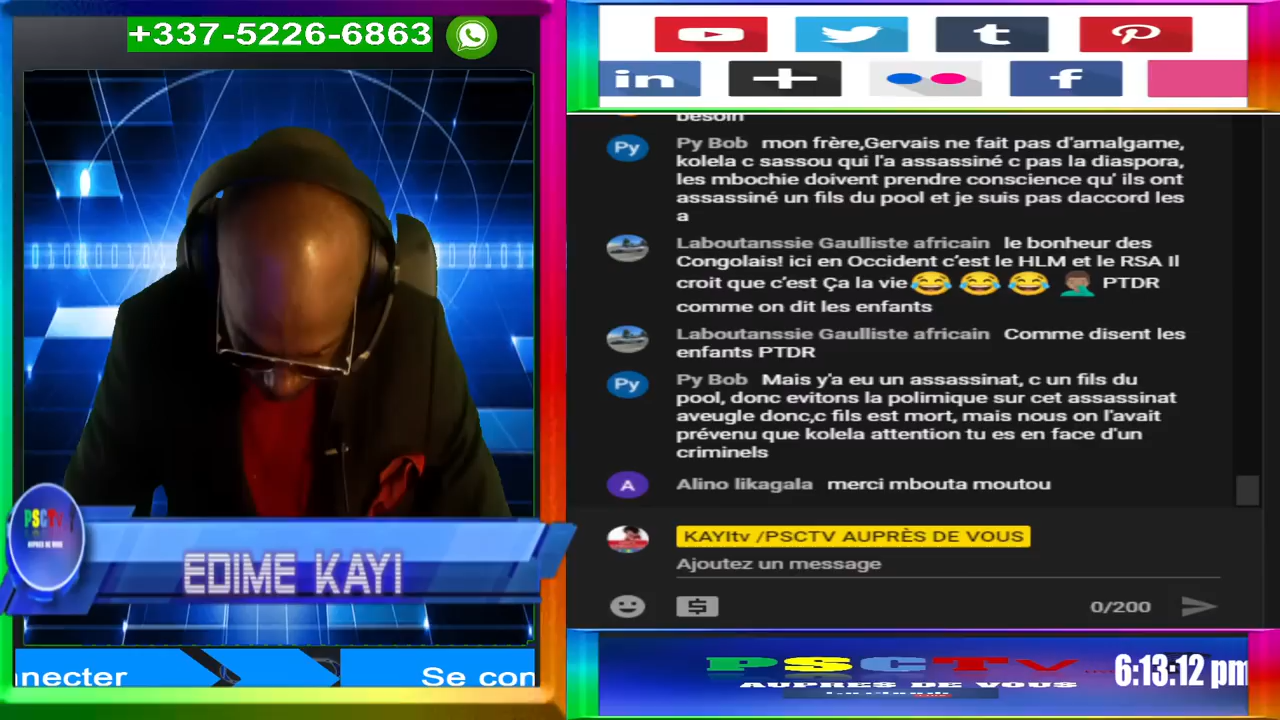 +337-5226-6863
besoin
Py Py Bob mon frère,Gervais ne fait pas d'amalgame,
kolela c sassou qui l'a assassiné c pas la diaspora,
les mbochie doivent prendre conscience qu' ils ont
assassiné un fils du pool et je suis pas daccord les
a
Laboutanssie Gaulliste africain le bonheur des
Congolais! ici en Occident c’est le HLM et le RSA Il
croit que c’est Ça la vie 😂 😂 😂 🤦🏽‍♂️ PTDR
comme on dit les enfants
Laboutanssie Gaulliste africain Comme disent les
enfants PTDR
Py Py Bob Mais y'a eu un assassinat, c un fils du
pool, donc evitons la polimique sur cet assassinat
aveugle donc,c fils est mort, mais nous on l'avait
prévenu que kolela attention tu es en face d'un
criminels
A Alino likagala merci mbouta moutou
KAYItv /PSCTV AUPRÈS DE VOUS
Ajoutez un message
0/200
PSCTV
AUPRES DE VOUS
EDIME KAYI
nnecter
Se con
PSCTV
AUPRES DE VOUS
6:13:12 pm